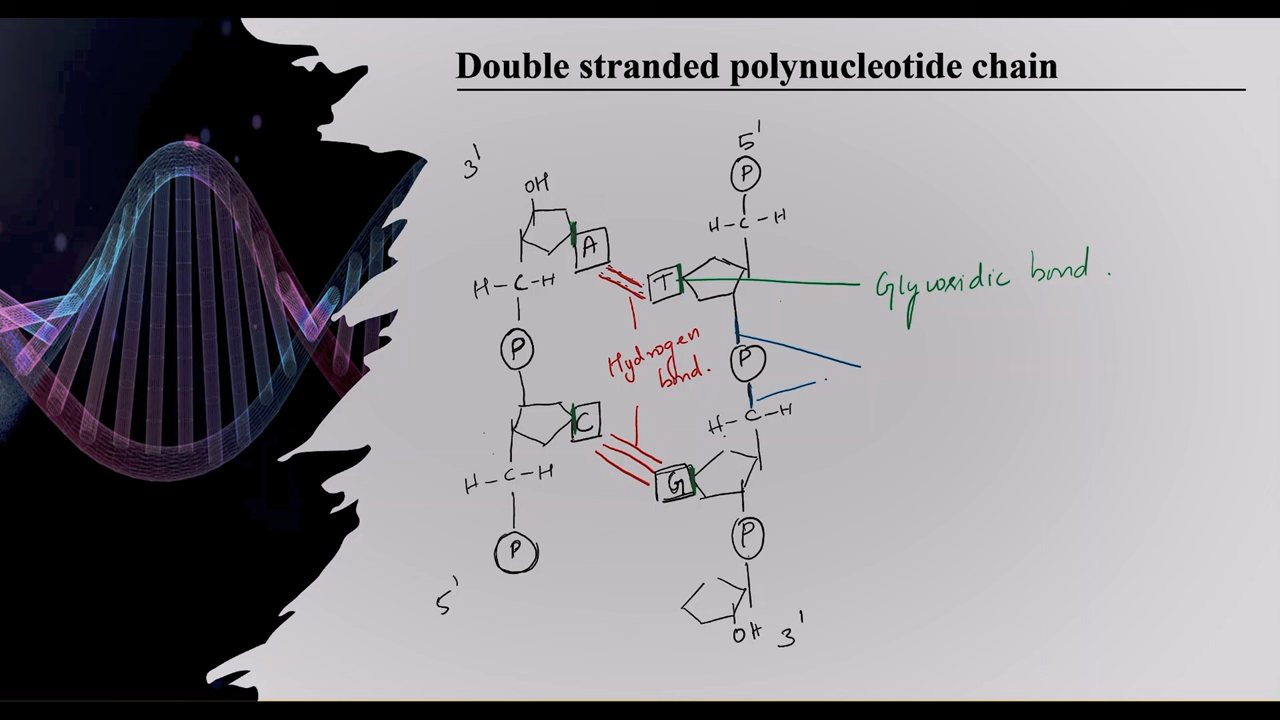 Double stranded polynucleotide chain
5'
3'
P
OH
H-C-H
A
T
Glycosidic bond.
H-C-H
P
Hydrogen
bond.
P
C
H-C-H
G
H-C-H
P
P
5'
OH 3'